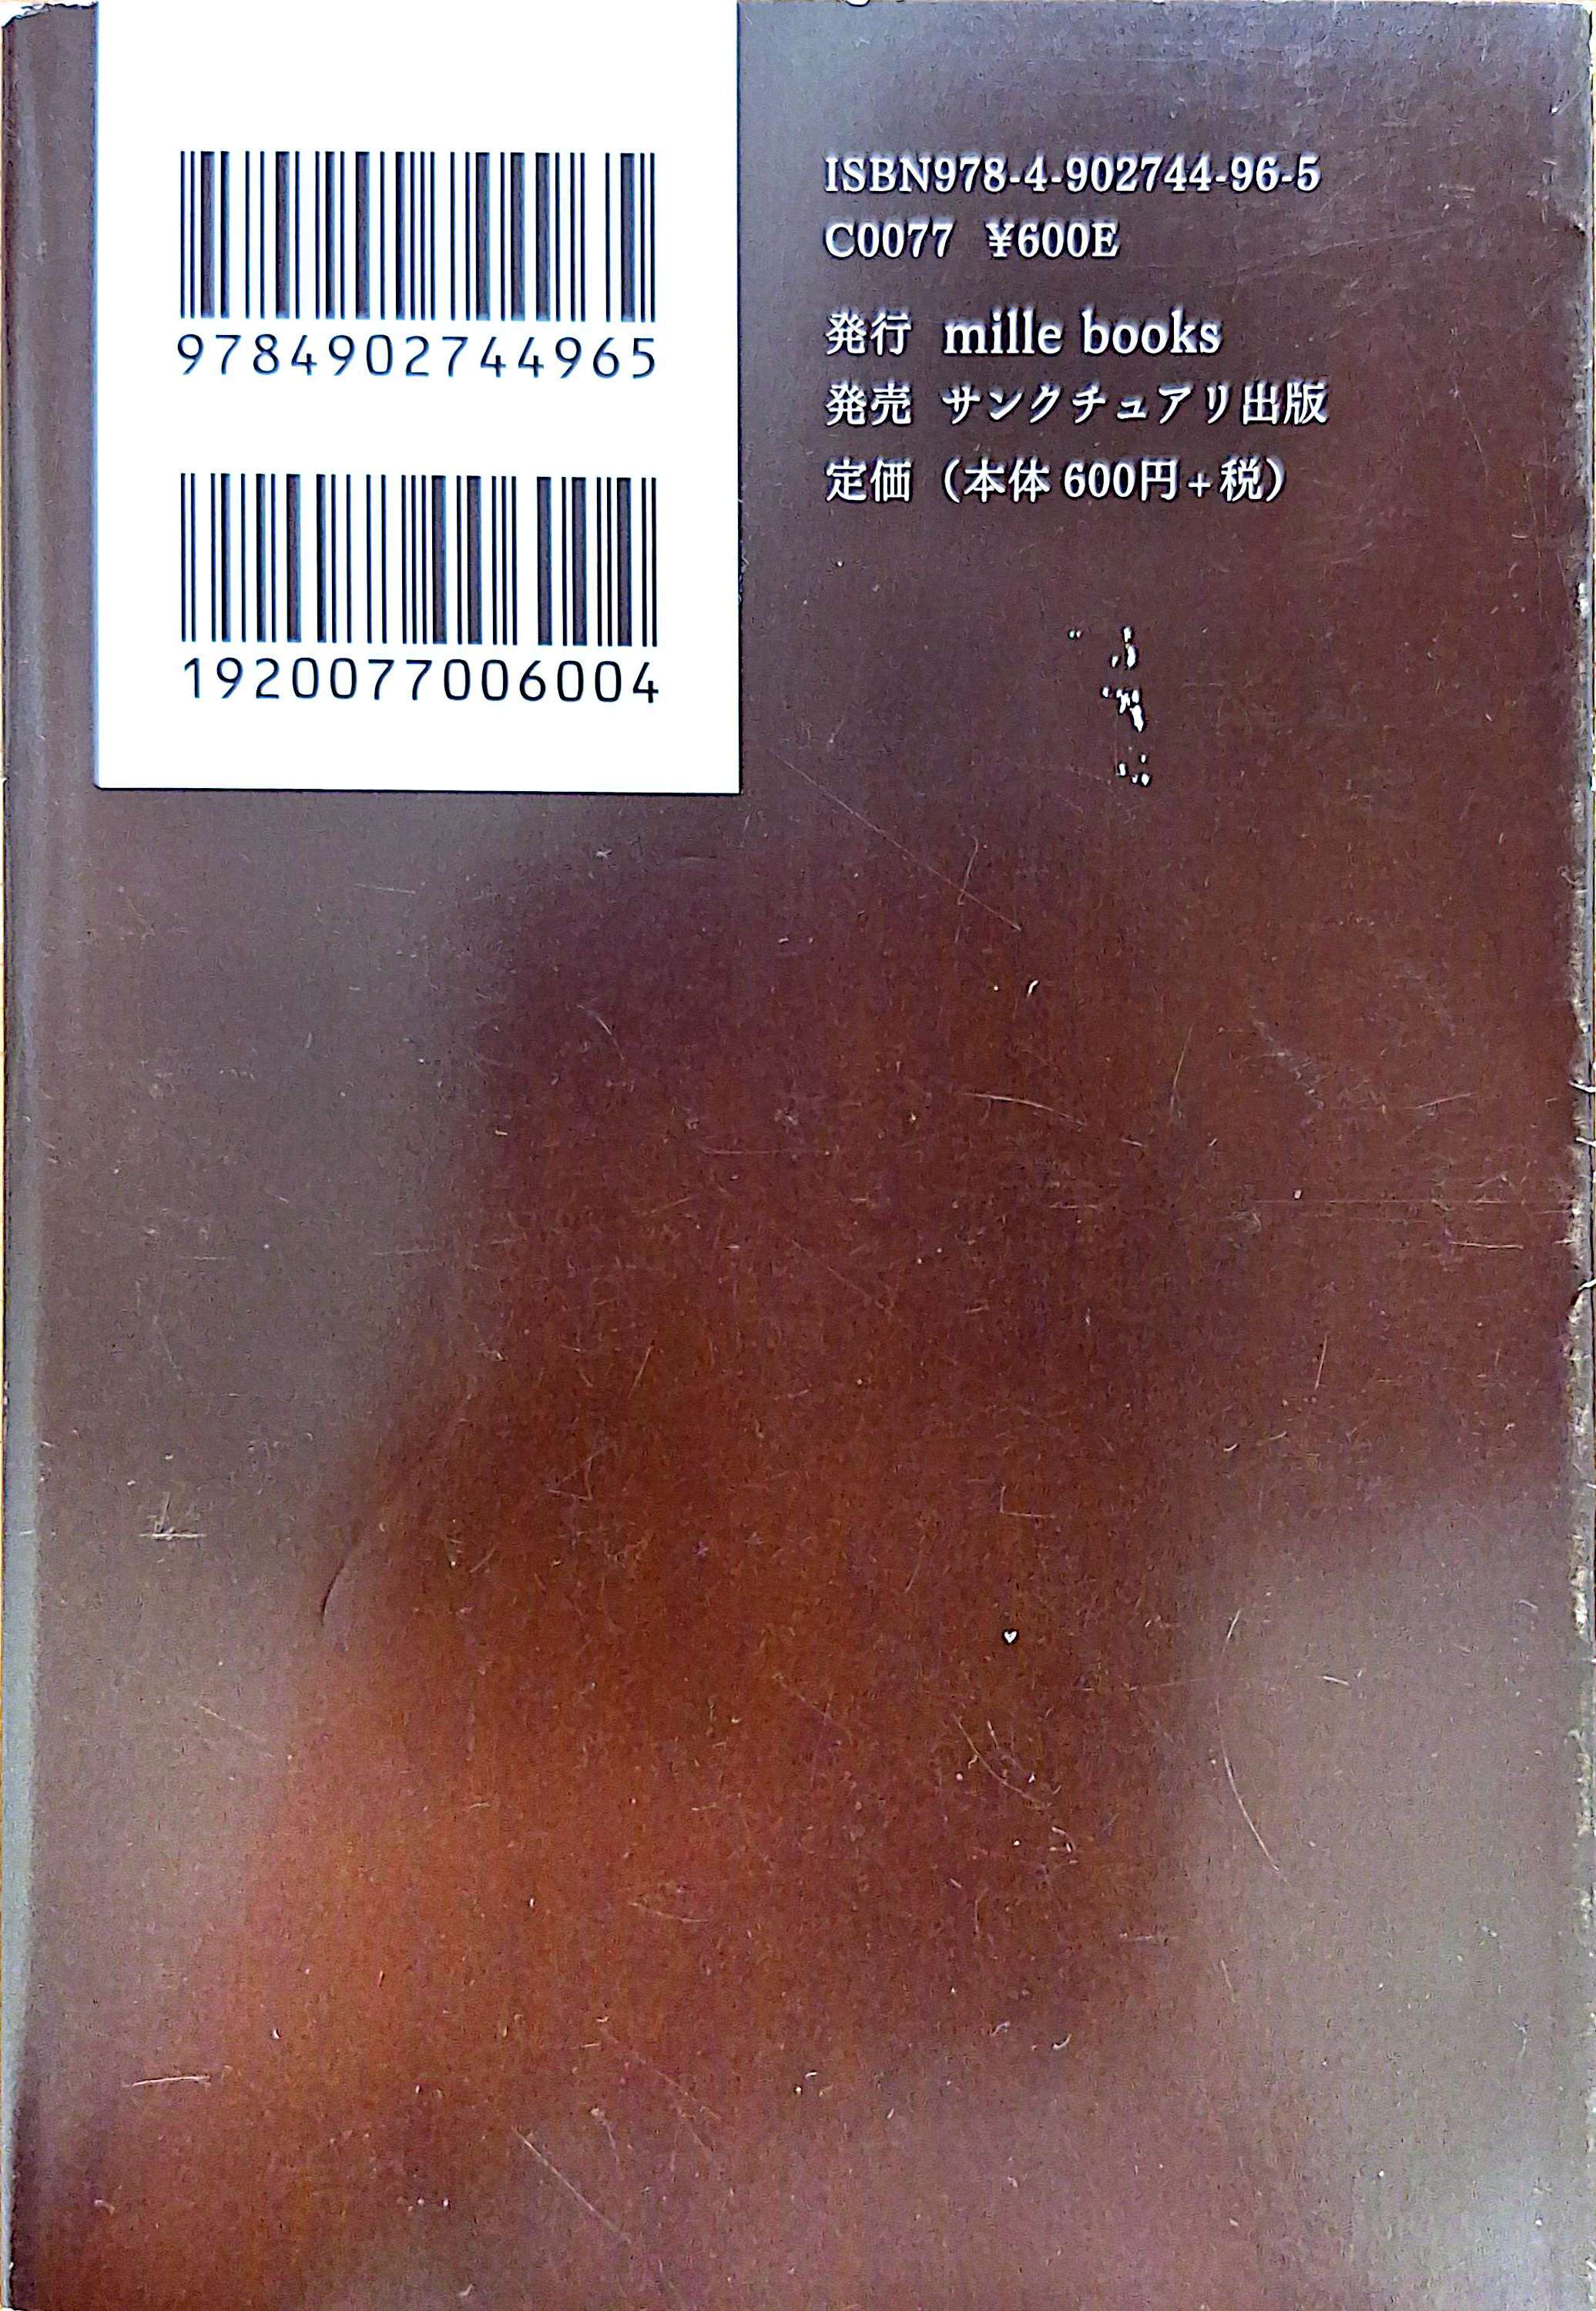 9784902744965
1920077006004
ISBN978-4-902744-96-5
C0077 ¥600E
発行 mille books
発売 サンクチュアリ出版
定価（本体 600円+税）